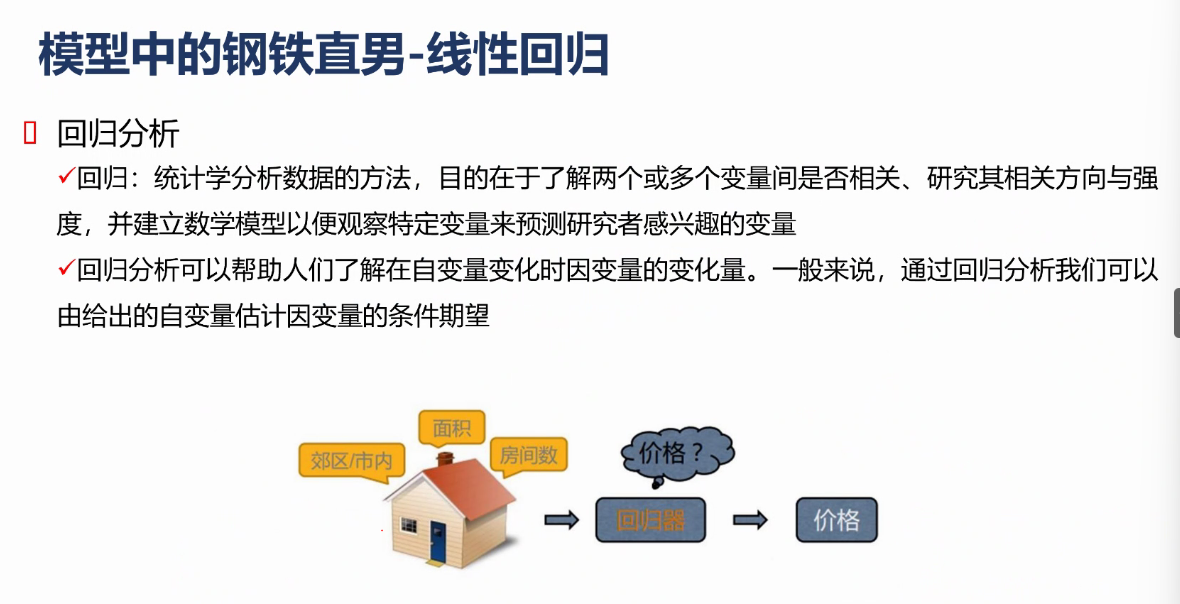 模型中的钢铁直男-线性回归
回归分析
✓回归：统计学分析数据的方法，目的在于了解两个或多个变量间是否相关、研究其相关方向与强
度，并建立数学模型以便观察特定变量来预测研究者感兴趣的变量
✓回归分析可以帮助人们了解在自变量变化时因变量的变化量。一般来说，通过回归分析我们可以
由给出的自变量估计因变量的条件期望
面积
郊区/市内
房间数
价格？
回归器
价格